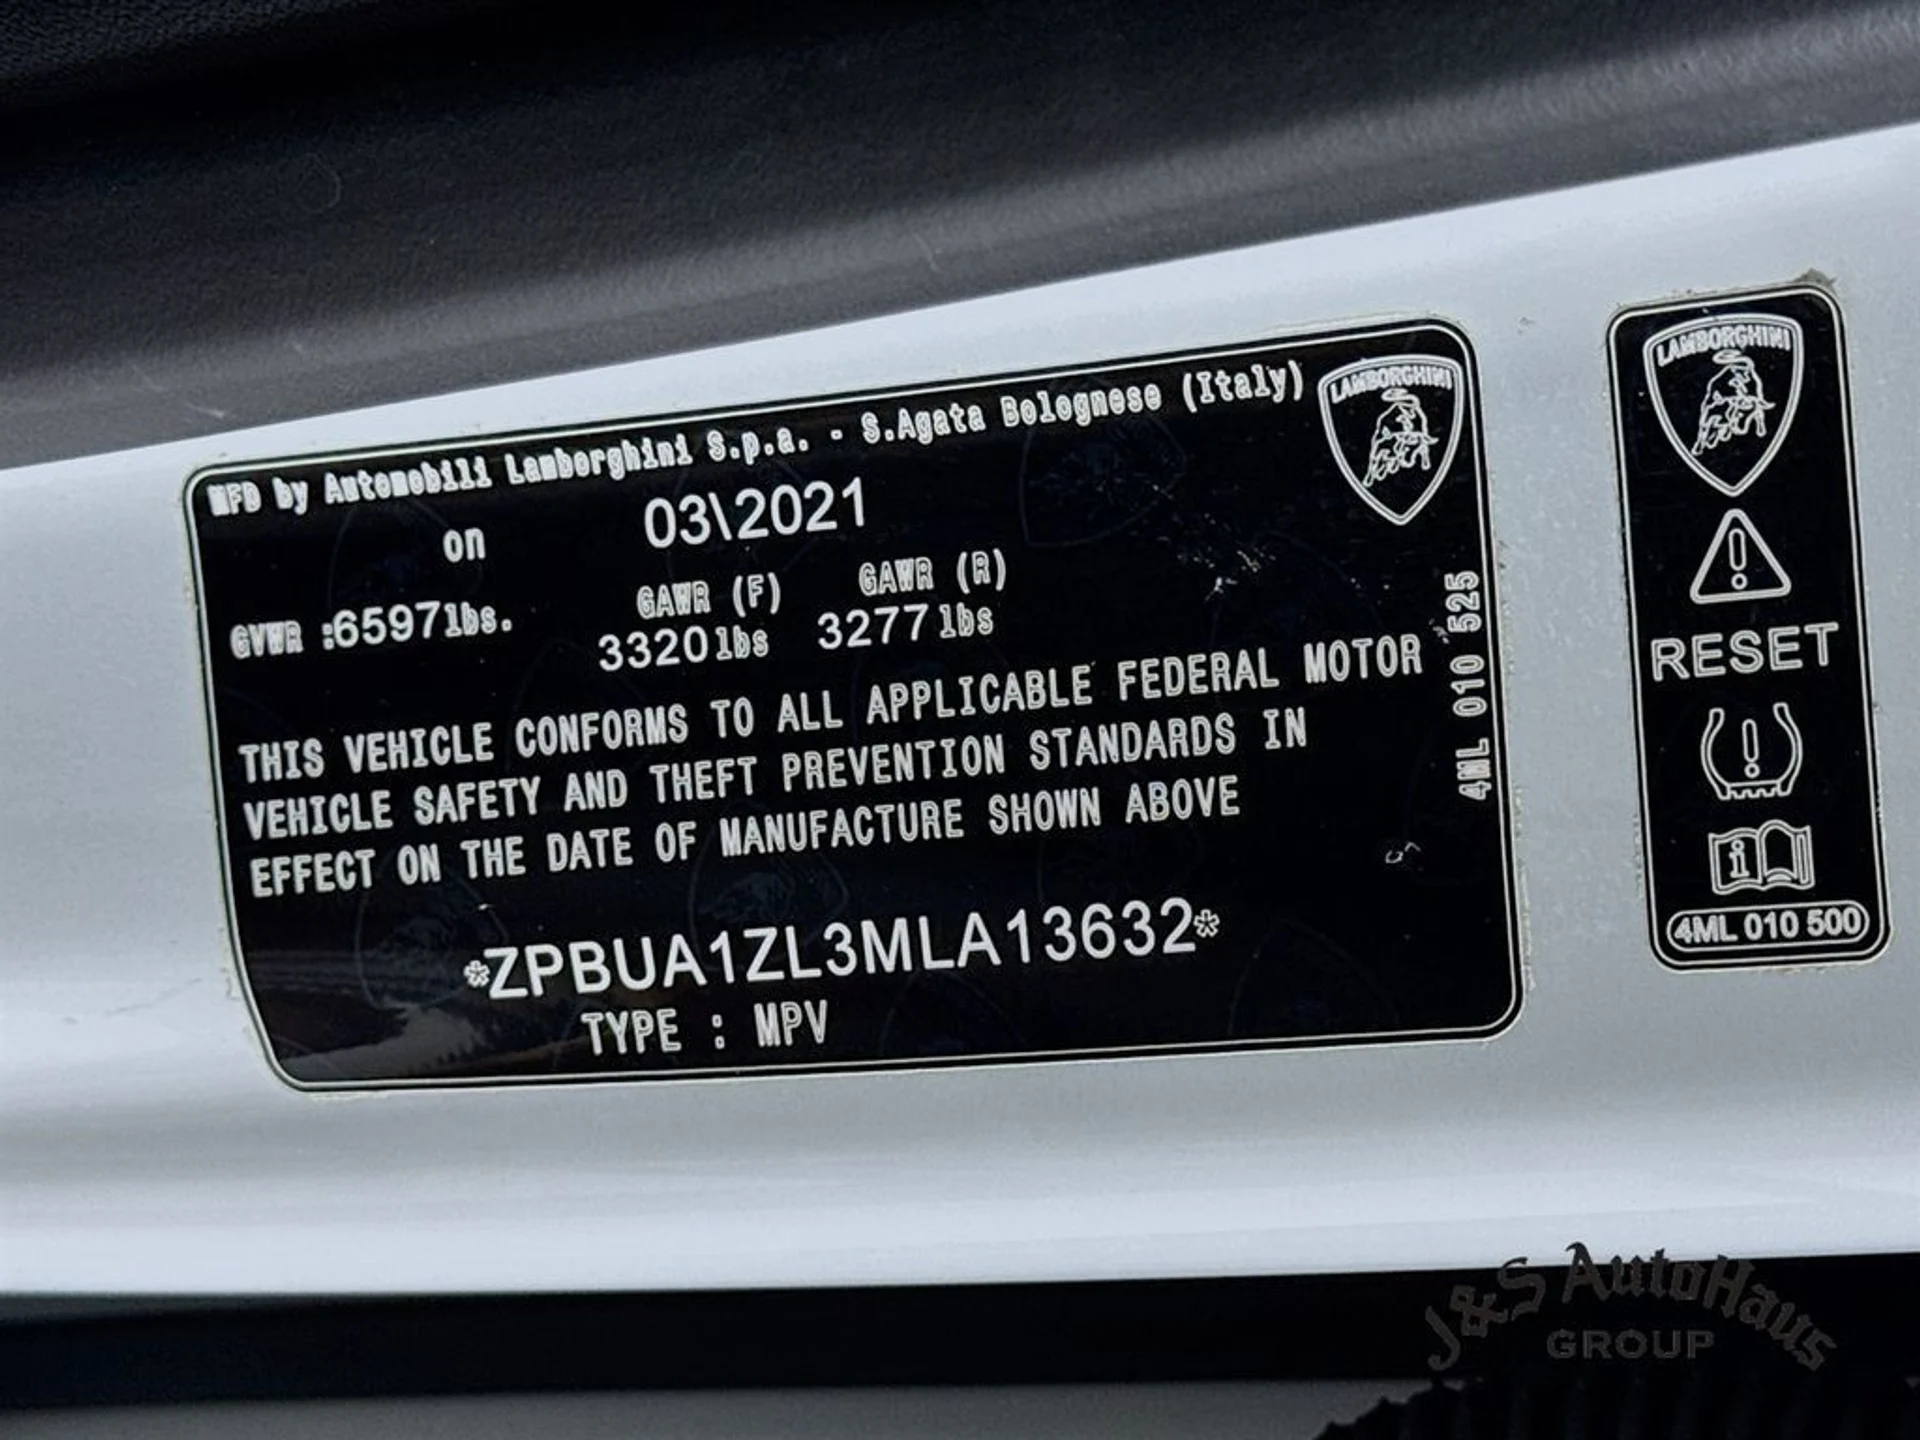 MFD by Automobili Lamborghini S.p.a. - S.Agata Bolognese (Italy)
LAMBORGHINI
on 03\2021
GAWR (F) GAWR (R)
GVWR :6597lbs. 3320lbs 3277lbs
THIS VEHICLE CONFORMS TO ALL APPLICABLE FEDERAL MOTOR
VEHICLE SAFETY AND THEFT PREVENTION STANDARDS IN
EFFECT ON THE DATE OF MANUFACTURE SHOWN ABOVE
*ZPBUA1ZL3MLA13632*
TYPE : MPV
4ML 010 525
LAMBORGHINI
RESET
4ML 010 500
J&S AutoHaus
GROUP